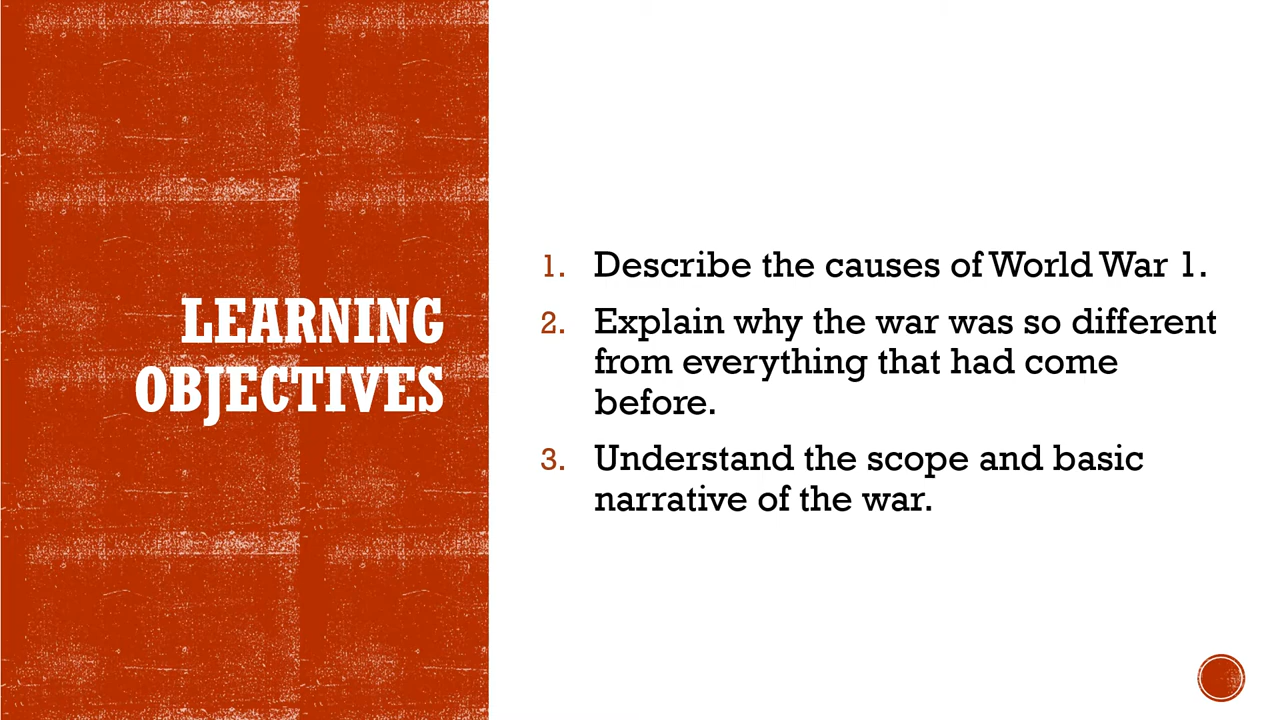 LEARNING
OBJECTIVES
1. Describe the causes of World War 1.
2. Explain why the war was so different
from everything that had come
before.
3. Understand the scope and basic
narrative of the war.